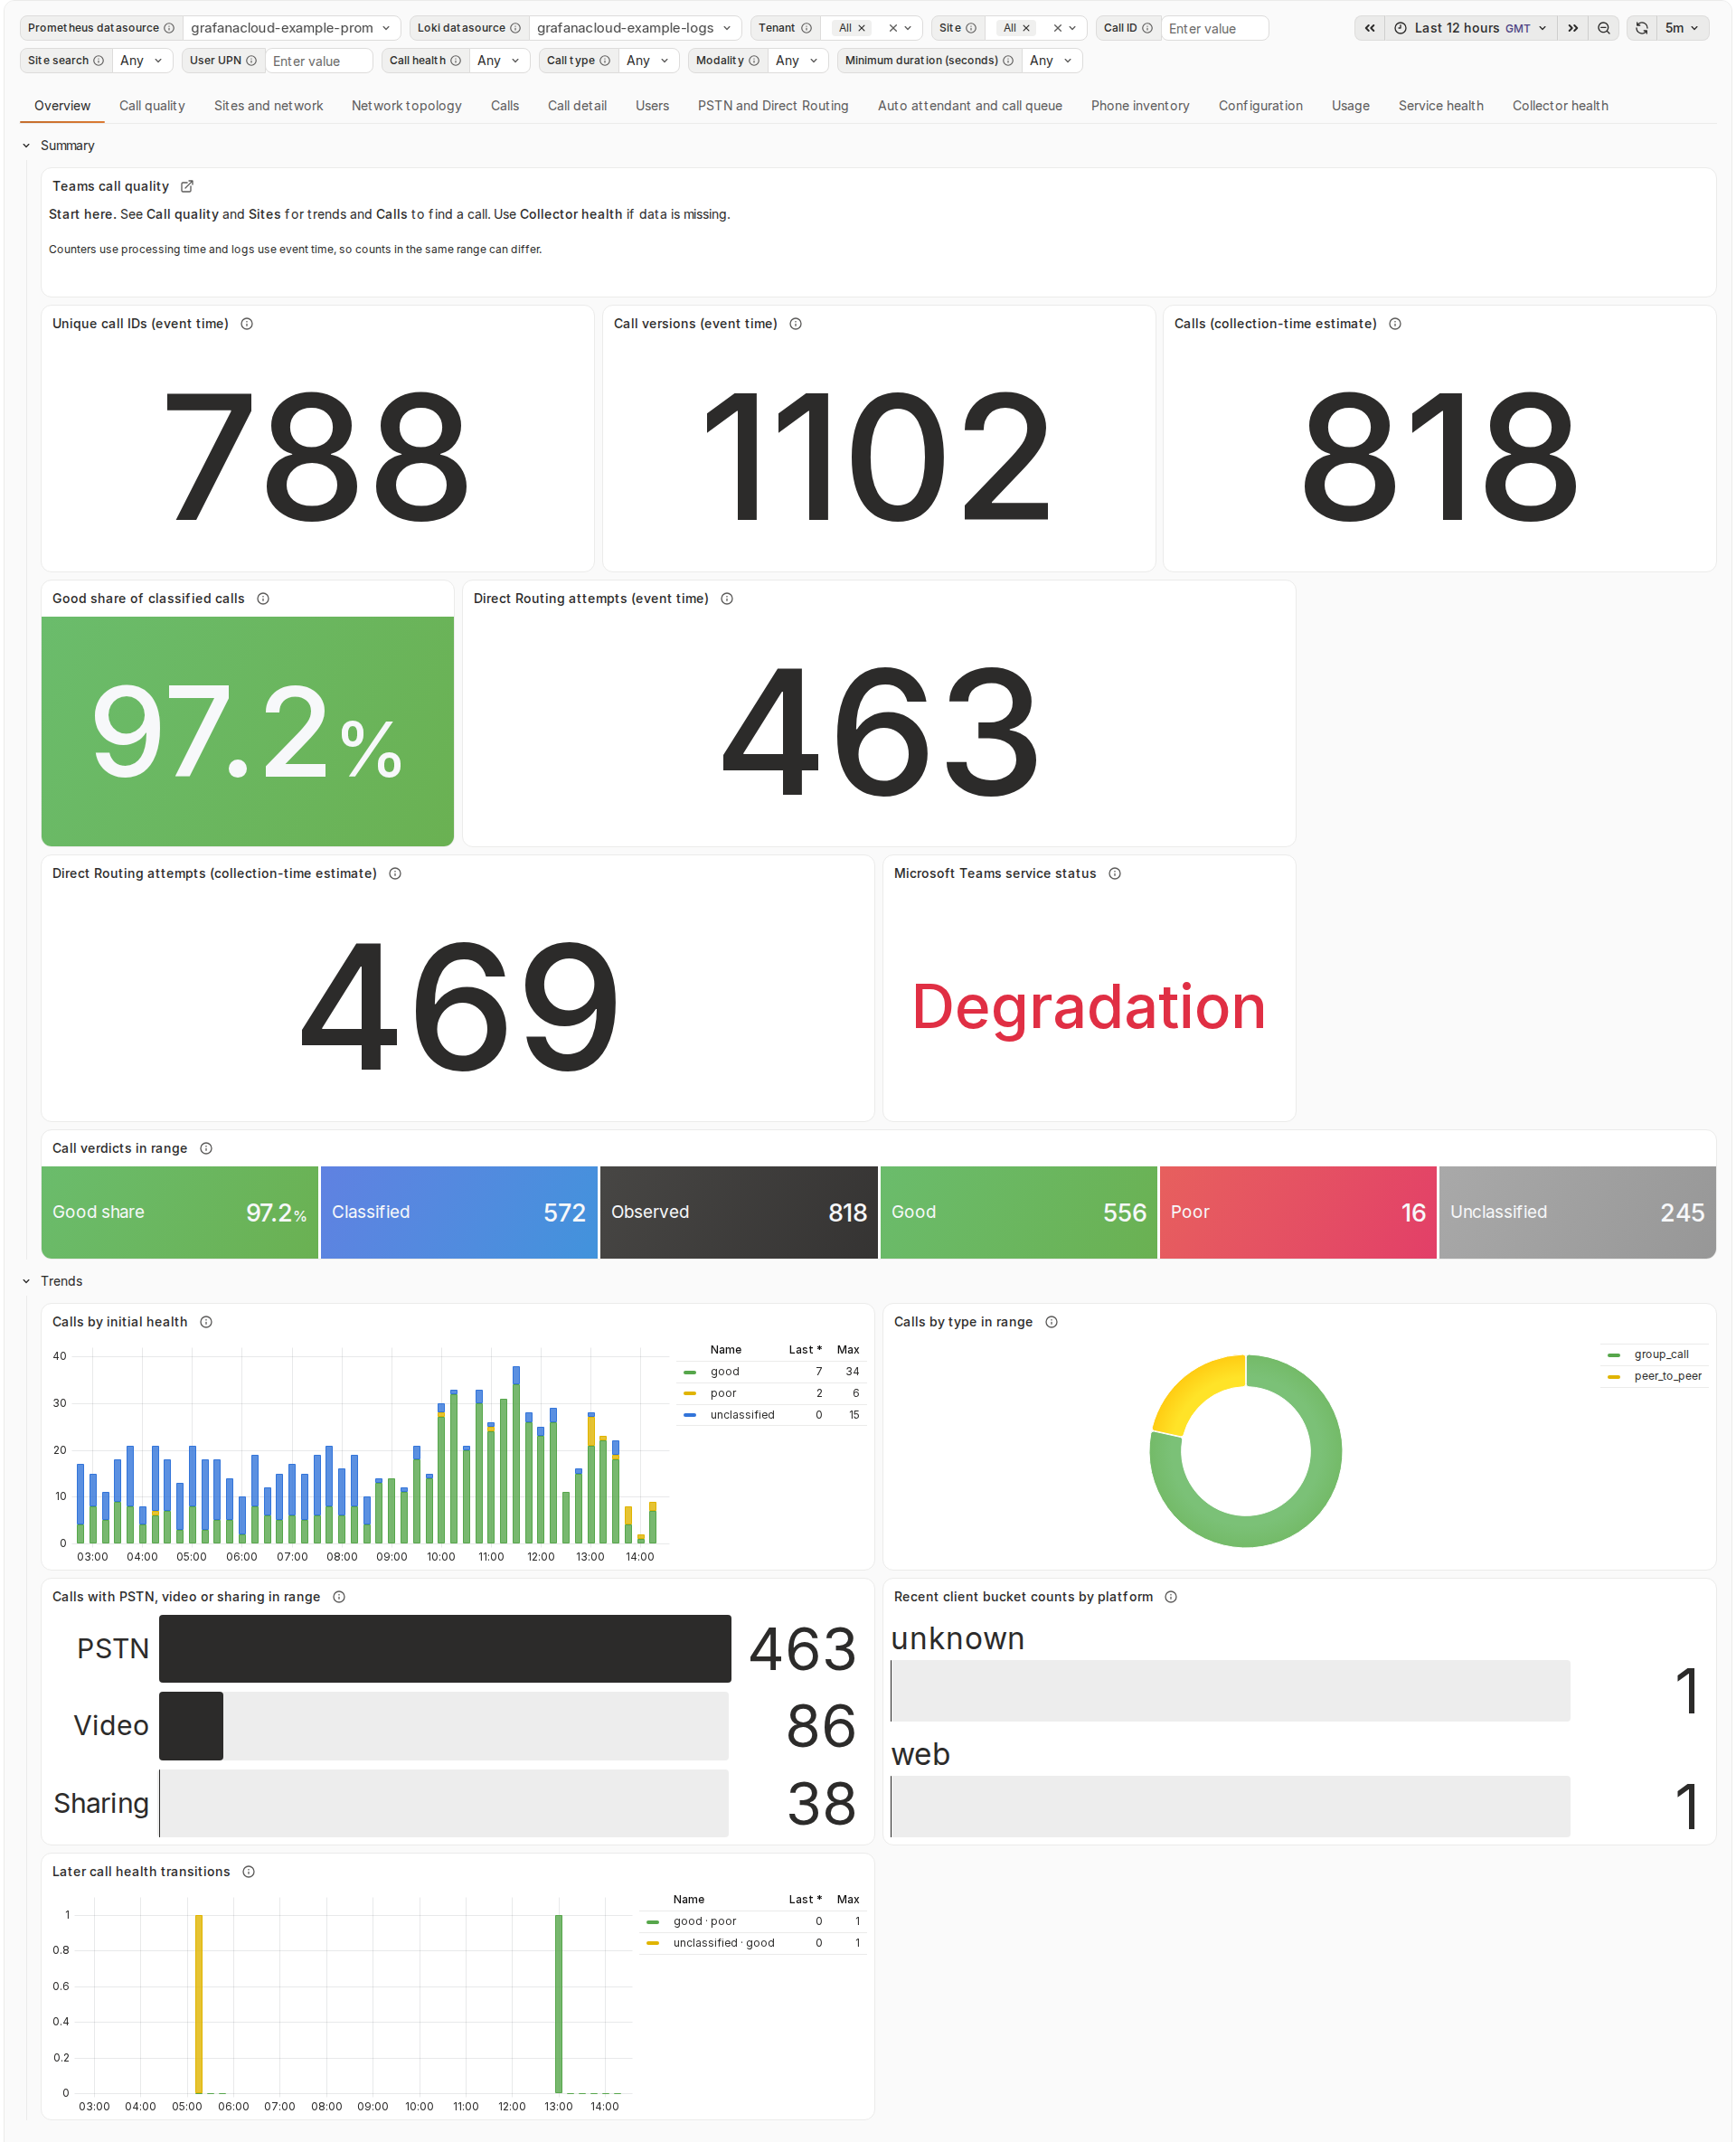 Prometheus datasource grafanacloud-example-prom Loki datasource grafanacloud-example-logs Tenant All Site All Call ID Enter value Last 12 hours GMT 5m
Site search Any User UPN Enter value Call health Any Call type Any Modality Any Minimum duration (seconds) Any
Overview Call quality Sites and network Network topology Calls Call detail Users PSTN and Direct Routing Auto attendant and call queue Phone inventory Configuration Usage Service health Collector health
Summary
Teams call quality
Start here. See Call quality and Sites for trends and Calls to find a call. Use Collector health if data is missing.
Counters use processing time and logs use event time, so counts in the same range can differ.
Unique call IDs (event time) Call versions (event time) Calls (collection-time estimate)
788 1102 818
Good share of classified calls Direct Routing attempts (event time)
97.2% 463
Direct Routing attempts (collection-time estimate) Microsoft Teams service status
469 Degradation
Call verdicts in range
Good share 97.2% Classified 572 Observed 818 Good 556 Poor 16 Unclassified 245
Trends
Calls by initial health
Name Last * Max
good 7 34
poor 2 6
unclassified 0 15
40
30
20
10
0
03:00 04:00 05:00 06:00 07:00 08:00 09:00 10:00 11:00 12:00 13:00 14:00
Calls by type in range
group_call
peer_to_peer
Calls with PSTN, video or sharing in range
PSTN 463
Video 86
Sharing 38
Recent client bucket counts by platform
unknown
1
web
1
Later call health transitions
Name Last * Max
good · poor 0 1
unclassified · good 0 1
1
0.8
0.6
0.4
0.2
0
03:00 04:00 05:00 06:00 07:00 08:00 09:00 10:00 11:00 12:00 13:00 14:00